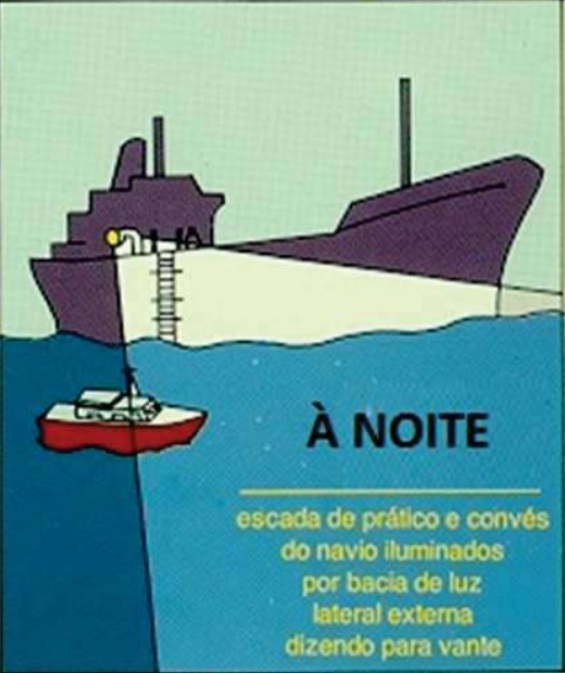 À NOITE
escada de prático e convés
do navio iluminados
por bacia de luz
lateral externa
dizendo para vante